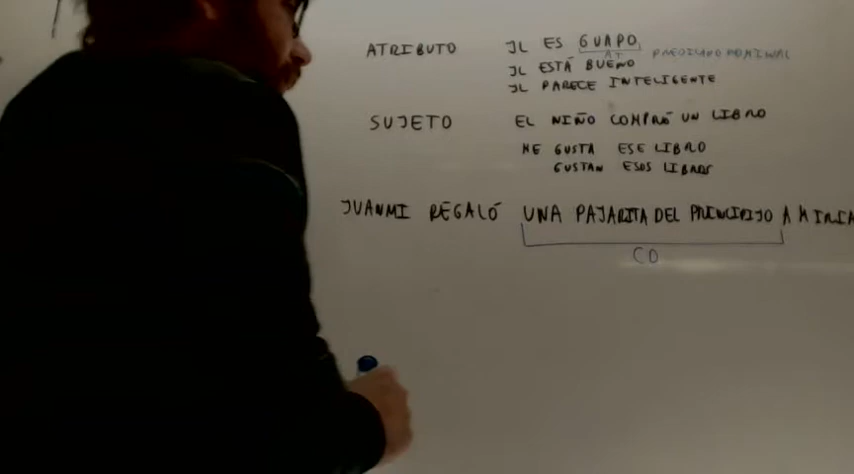 ATRIBUTO JL ES GUAPO
AT PREDICADO NOMINAL
JL ESTÁ BUENO
JL PARECE INTELIGENTE
SUJETO EL NIÑO COMPRÓ UN LIBRO
ME GUSTA ESE LIBRO
GUSTAN ESOS LIBROS
JUANMI REGALÓ UNA PAJARITA DEL PRINCIPITO A MIRIA
CD